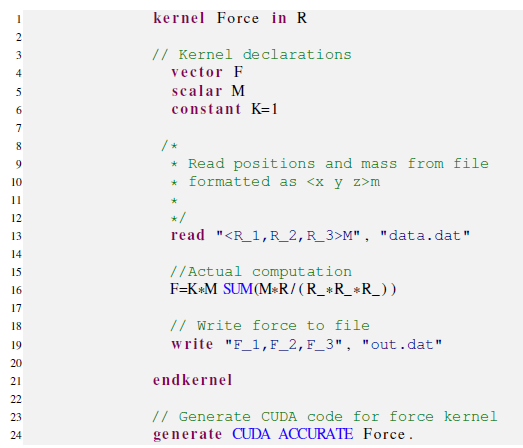 1 kernel Force in R
2
3 // Kernel declarations
4 vector F
5 scalar M
6 constant K=1
7
8 /*
9 * Read positions and mass from file
10 * formatted as <x y z>m
11 *
12 */
13 read "<R_1,R_2,R_3>M", "data.dat"
14
15 //Actual computation
16 F=K*M SUM(M*R/(R_*R_*R_))
17
18 // Write force to file
19 write "F_1,F_2,F_3", "out.dat"
20
21 endkernel
22
23 // Generate CUDA code for force kernel
24 generate CUDA ACCURATE Force.